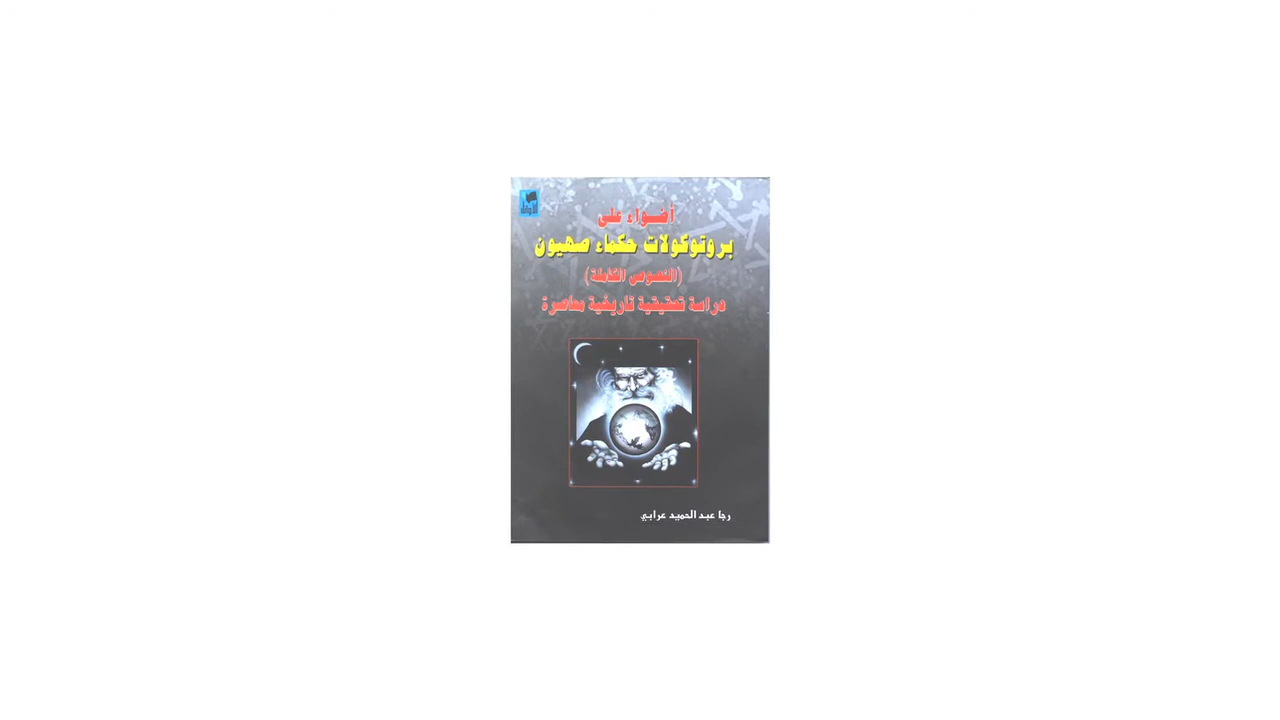 أضواء على
بروتوكولات حكماء صهيون
(النصوص الكاملة)
دراسة تحقيقية تاريخية معاصرة
رجا عبد الحميد عرابي